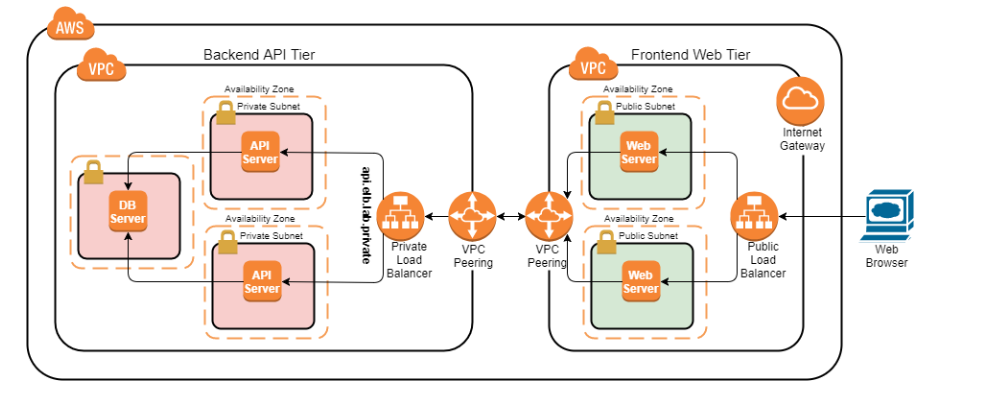 AWS
Backend API Tier
Frontend Web Tier
VPC
VPC
Availability Zone
Private Subnet
API
Server
Availability Zone
Public Subnet
Web
Server
Internet
Gateway
DB
Server
api.elb.lab.private
Availability Zone
Private Subnet
API
Server
Private
Load
Balancer
VPC
Peering
VPC
Peering
Availability Zone
Public Subnet
Web
Server
Public
Load
Balancer
Web
Browser